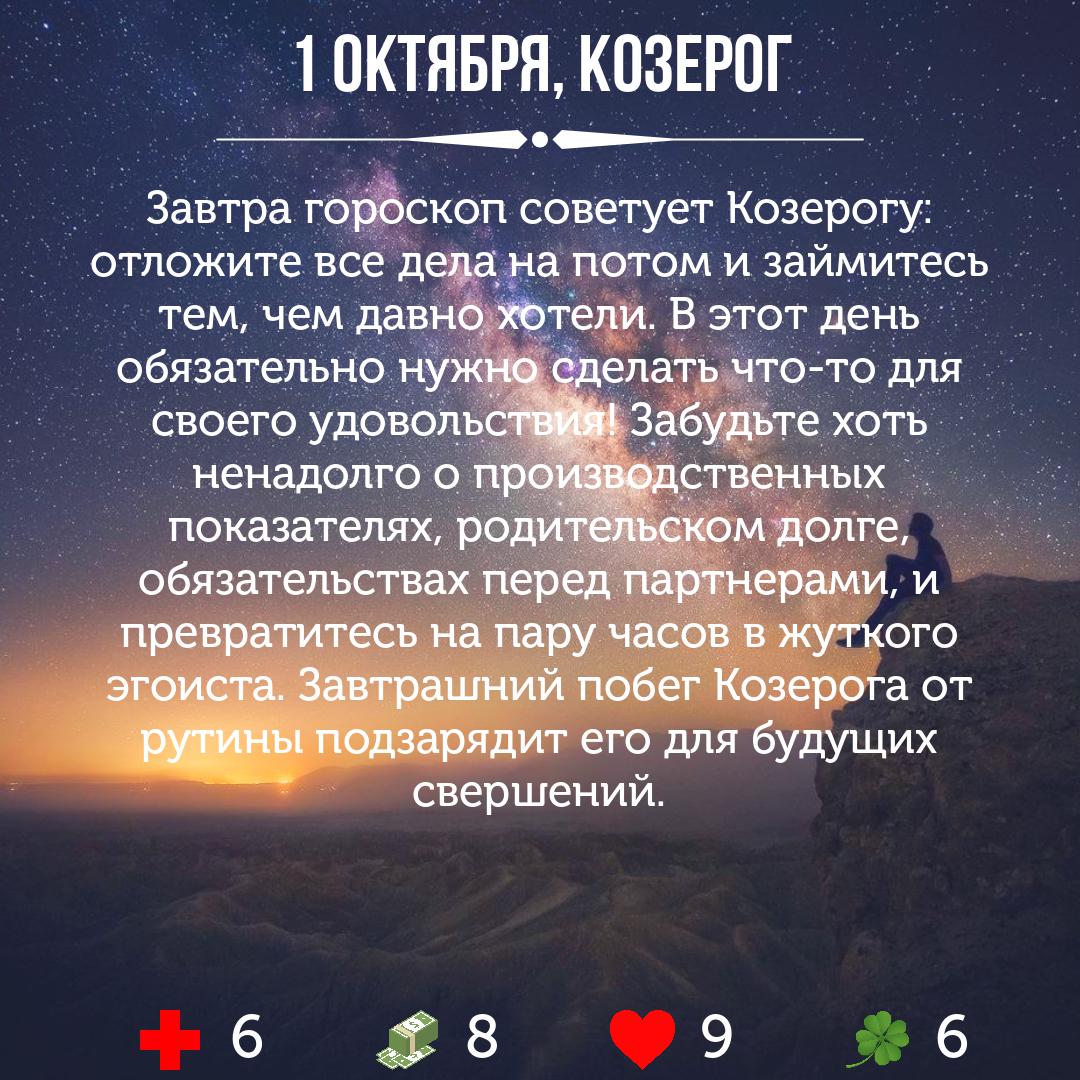 1 ОКТЯБРЯ, КОЗЕРОГ
Завтра гороскоп советует Козерогу:
отложите все дела на потом и займитесь
тем, чем давно хотели. В этот день
обязательно нужно сделать что-то для
своего удовольствия! Забудьте хоть
ненадолго о производственных
показателях, родительском долге,
обязательствах перед партнерами, и
превратитесь на пару часов в жуткого
эгоиста. Завтрашний побег Козерога от
рутины подзарядит его для будущих
свершений.
6 8 9 6